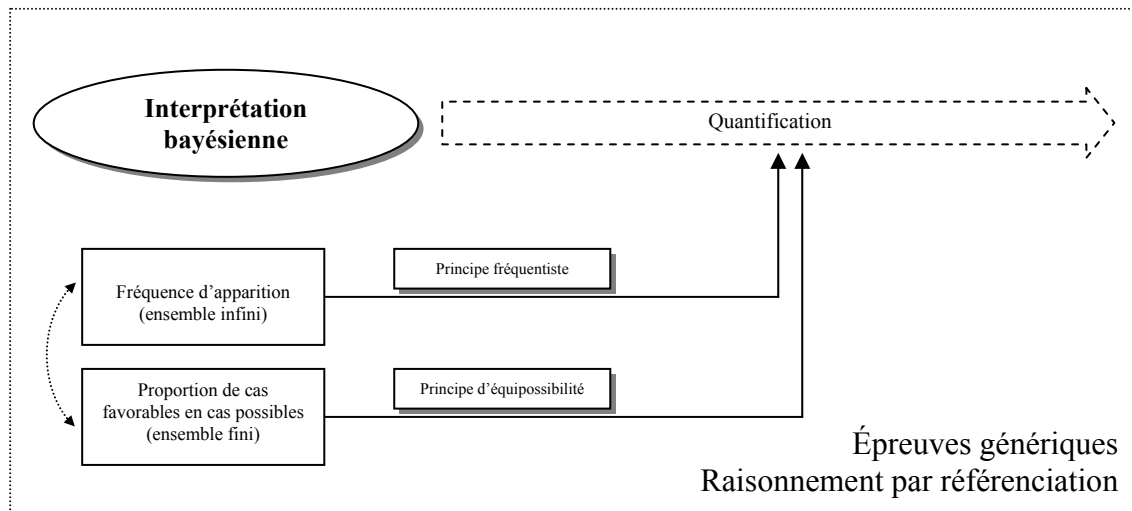 Interprétation
bayésienne
Quantification
Principe fréquentiste
Fréquence d’apparition
(ensemble infini)
Principe d’équipossibilité
Proportion de cas
favorables en cas possibles
(ensemble fini)
Épreuves génériques
Raisonnement par référenciation